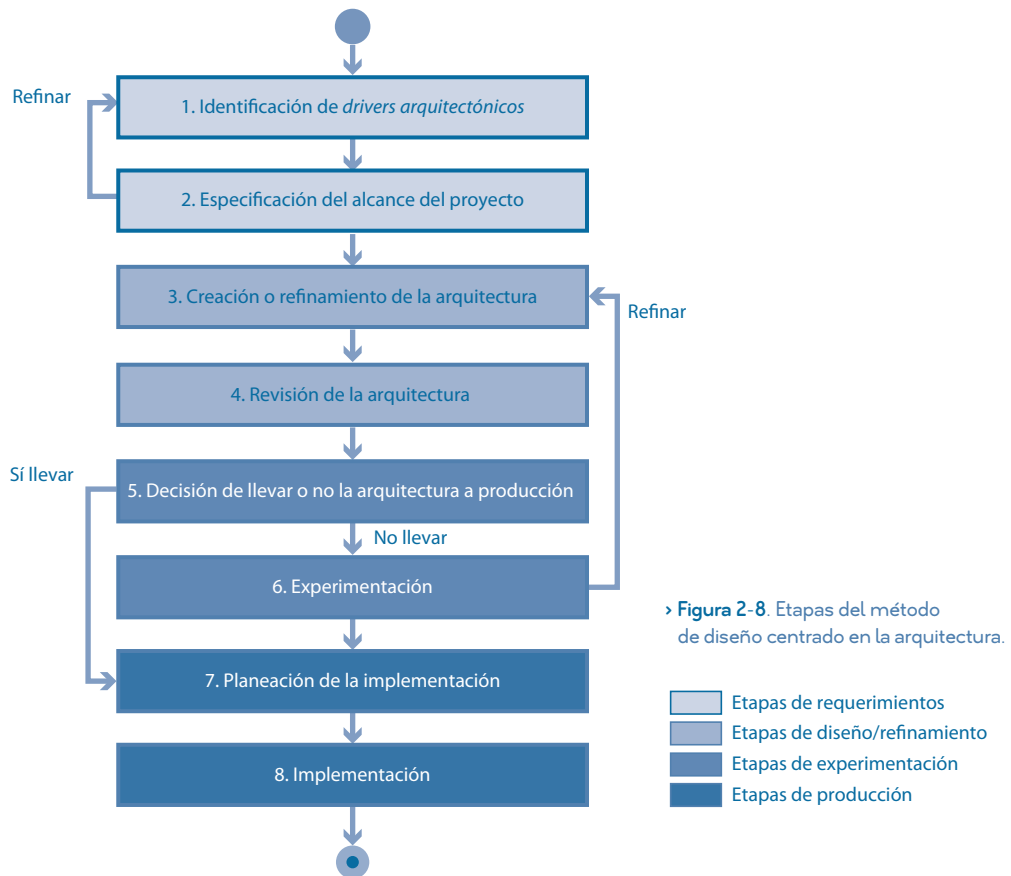 Refinar
1. Identificación de drivers arquitectónicos
2. Especificación del alcance del proyecto
3. Creación o refinamiento de la arquitectura
Refinar
4. Revisión de la arquitectura
Sí llevar
5. Decisión de llevar o no la arquitectura a producción
No llevar
6. Experimentación
7. Planeación de la implementación
8. Implementación
› Figura 2-8. Etapas del método
de diseño centrado en la arquitectura.
Etapas de requerimientos
Etapas de diseño/refinamiento
Etapas de experimentación
Etapas de producción